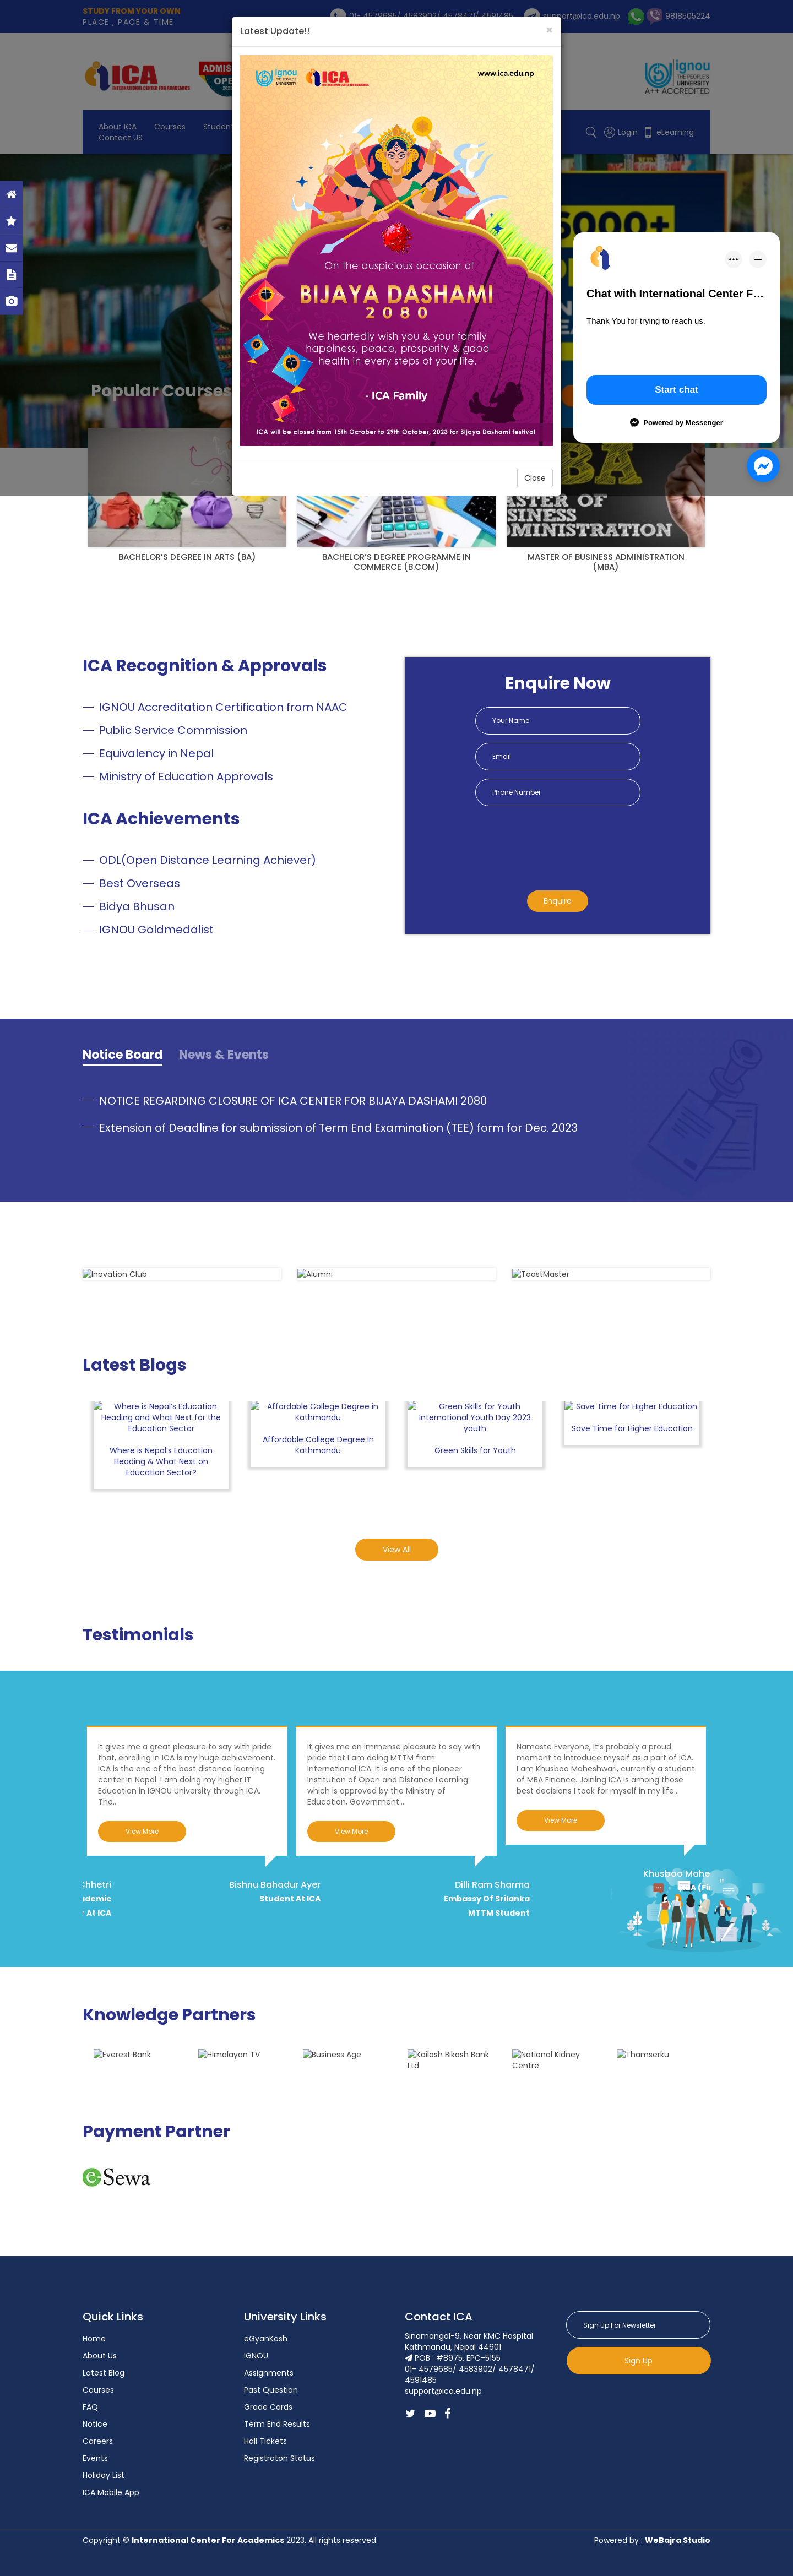 STUDY FROM YOUR OWN
PLACE , PACE & TIME
01- 4579685/ 4583902/ 4578471/ 4591485
support@ica.edu.np
9818505224
ICA
INTERNATIONAL CENTER FOR ACADEMICS
ignou
THE PEOPLE'S
UNIVERSITY
A++ ACCREDITED
About ICA
Courses
Contact US
Login
eLearning
Latest Update!!
×
ignou
THE PEOPLE'S
UNIVERSITY
ICA
INTERNATIONAL CENTER FOR ACADEMICS
www.ica.edu.np
On the auspicious occasion of
BIJAYA DASHAMI
2080
We heartedly wish you & your family
happiness, peace, prosperity & good
health in every steps of your life.
- ICA Family
ICA will be closed from 15th October to 29th October, 2023 for Bijaya Dashami festival
Close
Chat with International Center F…
Thank You for trying to reach us.
Start chat
Powered by Messenger
Popular Courses
BACHELOR'S DEGREE IN ARTS (BA)
BACHELOR'S DEGREE PROGRAMME IN
COMMERCE (B.COM)
MASTER OF BUSINESS ADMINISTRATION
(MBA)
ICA Recognition & Approvals
IGNOU Accreditation Certification from NAAC
Public Service Commission
Equivalency in Nepal
Ministry of Education Approvals
ICA Achievements
ODL(Open Distance Learning Achiever)
Best Overseas
Bidya Bhusan
IGNOU Goldmedalist
Enquire Now
Your Name
Email
Phone Number
Enquire
Notice Board
News & Events
NOTICE REGARDING CLOSURE OF ICA CENTER FOR BIJAYA DASHAMI 2080
Extension of Deadline for submission of Term End Examination (TEE) form for Dec. 2023
Inovation Club
Alumni
ToastMaster
Latest Blogs
Where is Nepal's Education
Heading and What Next for the
Education Sector
Where is Nepal's Education
Heading & What Next on
Education Sector?
Affordable College Degree in
Kathmandu
Affordable College Degree in
Kathmandu
Green Skills for Youth
International Youth Day 2023
youth
Green Skills for Youth
Save Time for Higher Education
Save Time for Higher Education
View All
Testimonials
It gives me a great pleasure to say with pride
that, enrolling in ICA is my huge achievement.
ICA is the one of the best distance learning
center in Nepal. I am doing my higher IT
Education in IGNOU University through ICA.
The...
View More
It gives me an immense pleasure to say with
pride that I am doing MTTM from
International ICA. It is one of the pioneer
Institution of Open and Distance Learning
which is approved by the Ministry of
Education, Government...
View More
Namaste Everyone, It's probably a proud
moment to introduce myself as a part of ICA.
I am Khusboo Maheshwari, currently a student
of MBA Finance. Joining ICA is among those
best decisions I took for myself in my life...
View More
Bishnu Bahadur Ayer
Student At ICA
Dilli Ram Sharma
Embassy Of Srilanka
MTTM Student
Khusboo Mahe
Knowledge Partners
Everest Bank
Himalayan TV
Business Age
Kailash Bikash Bank
Ltd
National Kidney
Centre
Thamserku
Payment Partner
eSewa
Quick Links
Home
About Us
Latest Blog
Courses
FAQ
Notice
Careers
Events
Holiday List
ICA Mobile App
University Links
eGyanKosh
IGNOU
Assignments
Past Question
Grade Cards
Term End Results
Hall Tickets
Registraton Status
Contact ICA
Sinamangal-9, Near KMC Hospital
Kathmandu, Nepal 44601
POB : #8975, EPC-5155
01- 4579685/ 4583902/ 4578471/
4591485
support@ica.edu.np
Sign Up For Newsletter
Sign Up
Copyright © International Center For Academics 2023. All rights reserved.
Powered by : WeBajra Studio